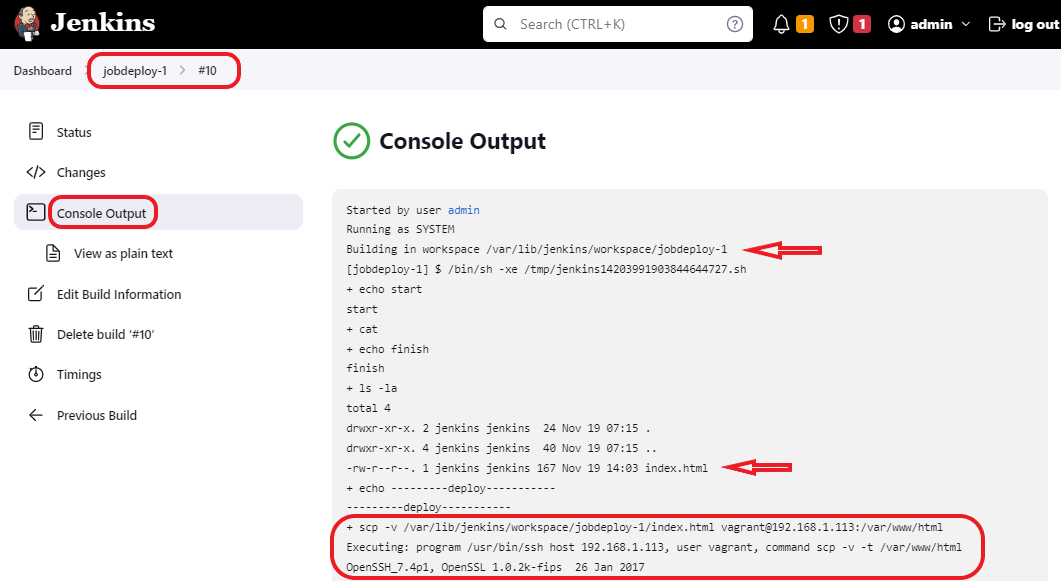 Jenkins
Search (CTRL+K)
1
1
admin
log out
Dashboard
jobdeploy-1
#10
Status
Changes
Console Output
View as plain text
Edit Build Information
Delete build ‘#10’
Timings
Previous Build
Console Output
Started by user admin
Running as SYSTEM
Building in workspace /var/lib/jenkins/workspace/jobdeploy-1
[jobdeploy-1] $ /bin/sh -xe /tmp/jenkins14203991903844644727.sh
+ echo start
start
+ cat
+ echo finish
finish
+ ls -la
total 4
drwxr-xr-x. 2 jenkins jenkins  24 Nov 19 07:15 .
drwxr-xr-x. 4 jenkins jenkins  40 Nov 19 07:15 ..
-rw-r--r--. 1 jenkins jenkins 167 Nov 19 14:03 index.html
+ echo ---------deploy-----------
---------deploy-----------
+ scp -v /var/lib/jenkins/workspace/jobdeploy-1/index.html vagrant@192.168.1.113:/var/www/html
Executing: program /usr/bin/ssh host 192.168.1.113, user vagrant, command scp -v -t /var/www/html
OpenSSH_7.4p1, OpenSSL 1.0.2k-fips  26 Jan 2017